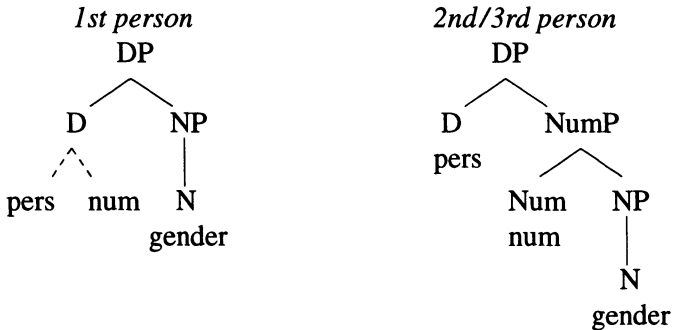 1st person 2nd/3rd person
DP DP
D NP D NumP
pers
pers num N Num NP
gender num
N
gender